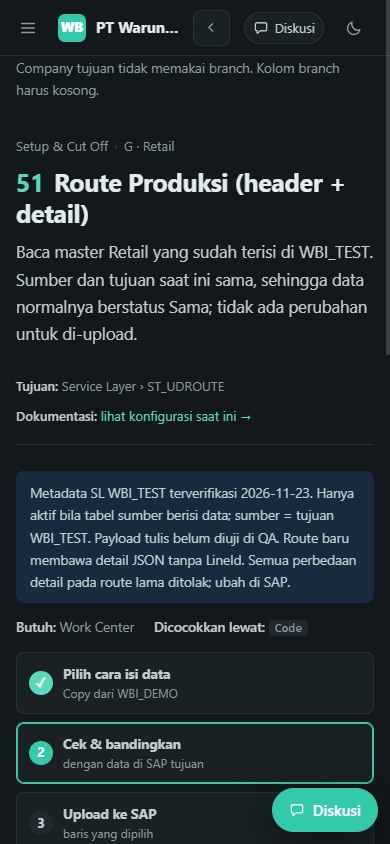 WB PT Warun... Diskusi
Company tujuan tidak memakai branch. Kolom branch
harus kosong.
Setup & Cut Off › G · Retail
51 Route Produksi (header +
detail)
Baca master Retail yang sudah terisi di WBI_TEST.
Sumber dan tujuan saat ini sama, sehingga data
normalnya berstatus Sama; tidak ada perubahan
untuk di-upload.
Tujuan: Service Layer › ST_UDROUTE
Dokumentasi: lihat konfigurasi saat ini →
Metadata SL WBI_TEST terverifikasi 2026-11-23. Hanya
aktif bila tabel sumber berisi data; sumber = tujuan
WBI_TEST. Payload tulis belum diuji di QA. Route baru
membawa detail JSON tanpa LineId. Semua perbedaan
detail pada route lama ditolak; ubah di SAP.
Butuh: Work Center Dicocokkan lewat: Code
✓ Pilih cara isi data
Copy dari WBI_DEMO
2 Cek & bandingkan
dengan data di SAP tujuan
3 Upload ke SAP
baris yang dipilih
Diskusi